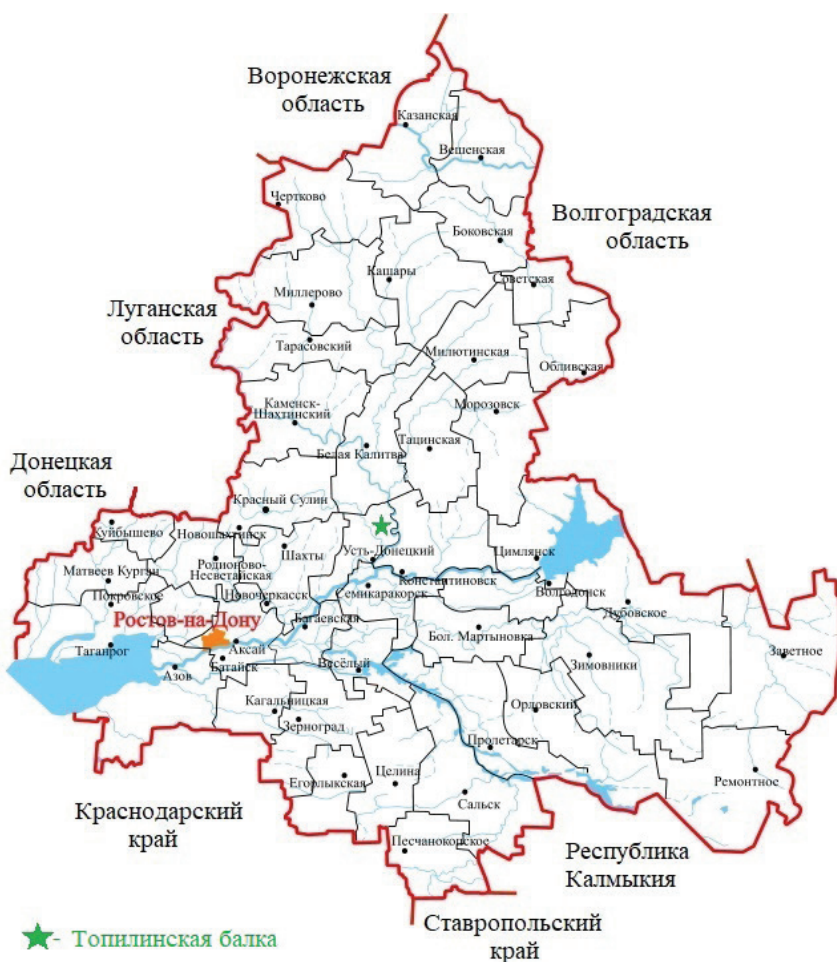 Воронежская
область
Казанская
Вешенская
Чертково
Волгоградская
область
Боковская
Кашары
Советская
Миллерово
Луганская
область
Тарасовский
Милютинская
Обливская
Каменск-
Шахтинский
Морозовск
Тацинская
Белая Калитва
Донецкая
область
Красный Сулин
Куйбышево
Новошахтинск
Шахты
Усть-Донецкий
Цимлянск
Родионово-
Несветайская
Матвеев Курган
Константиновск
Волгодонск
Семикаракорск
Покровское
Новочеркасск
Дубовское
Ростов-на-Дону
Багаевская
Бол. Мартыновка
Таганрог
Аксай
Батайск
Весёлый
Зимовники
Заветное
Азов
Кагальницкая
Орловский
Зерноград
Пролетарск
Егорлыкская
Целина
Ремонтное
Сальск
Краснодарский
край
Песчанокопское
Республика
Калмыкия
Ставропольский
край
- Топилинская балка